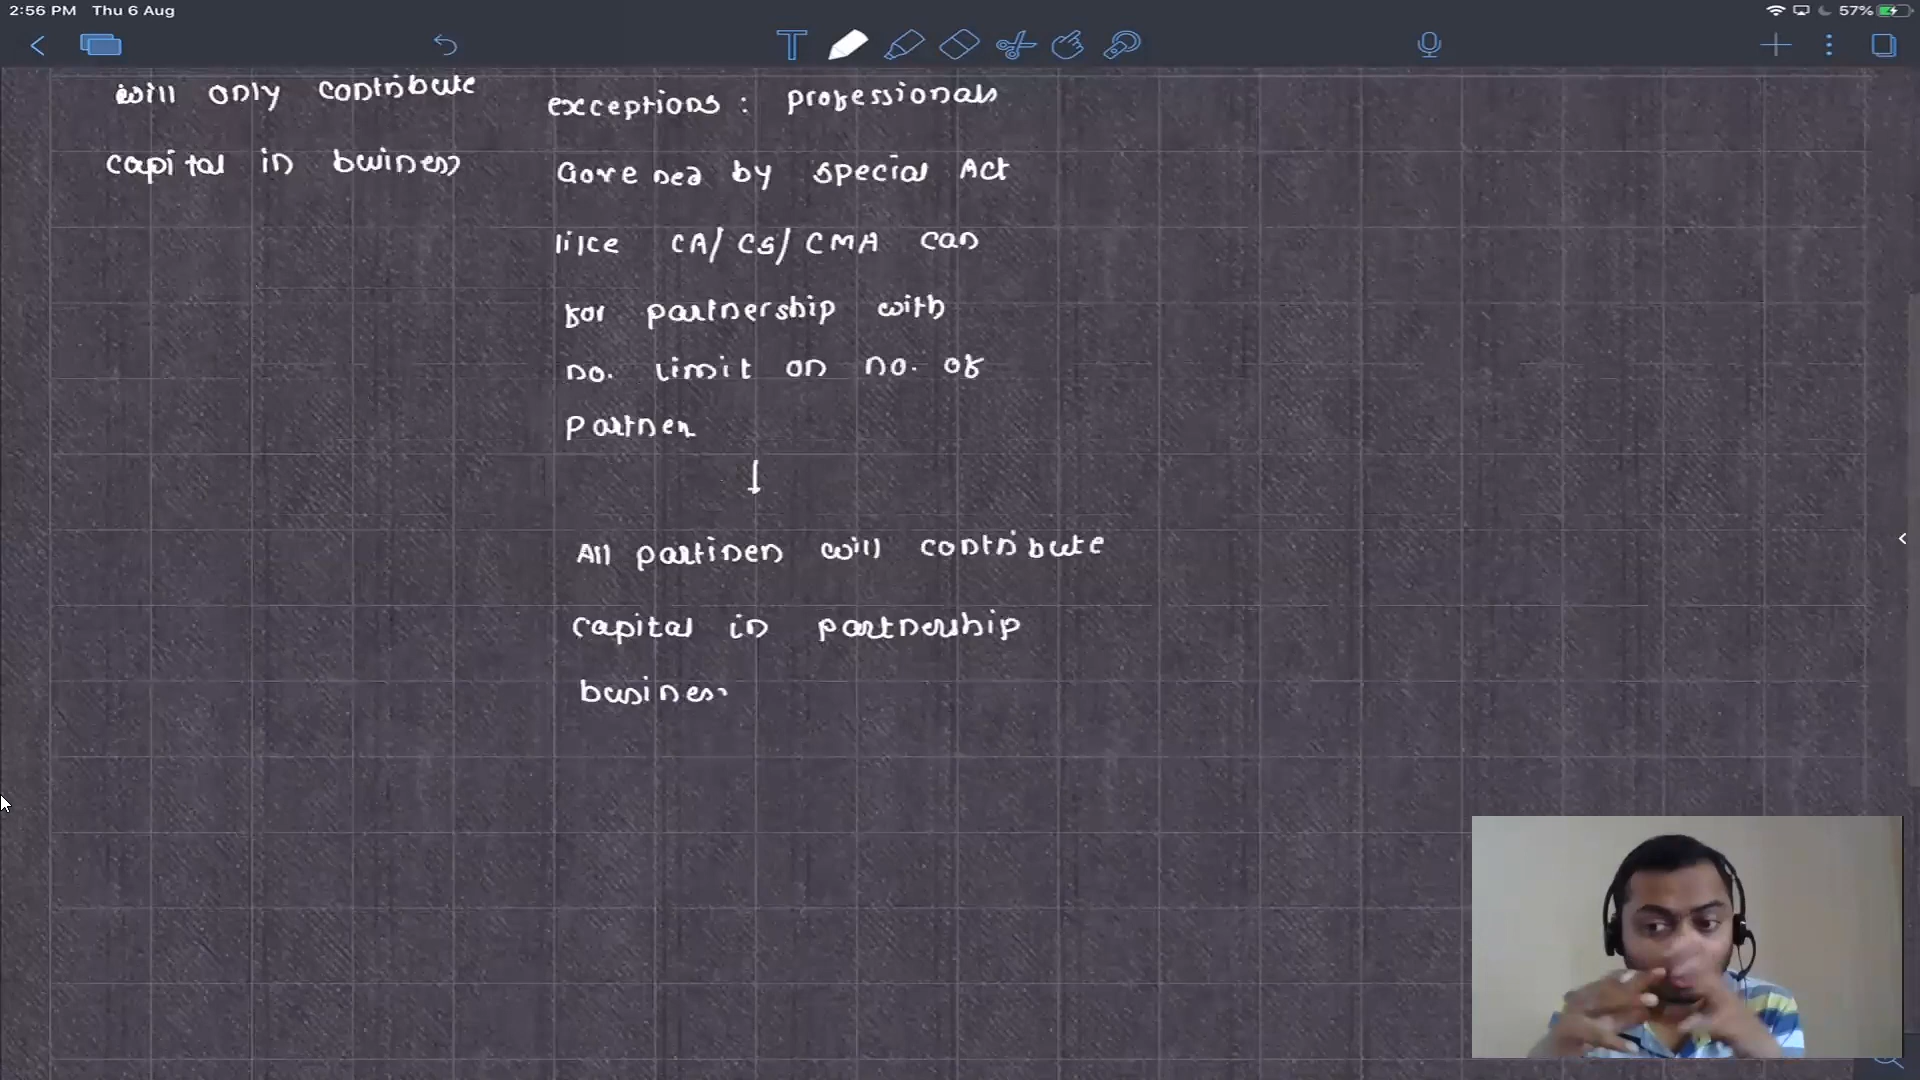 2:56 PM Thu 6 Aug
57%
will only contribute
capital in business
exceptions : professionals
Governed by special Act
like CA/ CS/ CMA can
for partnership with
no. limit on no. of
Partner
All partners will contribute
capital in partnership
business